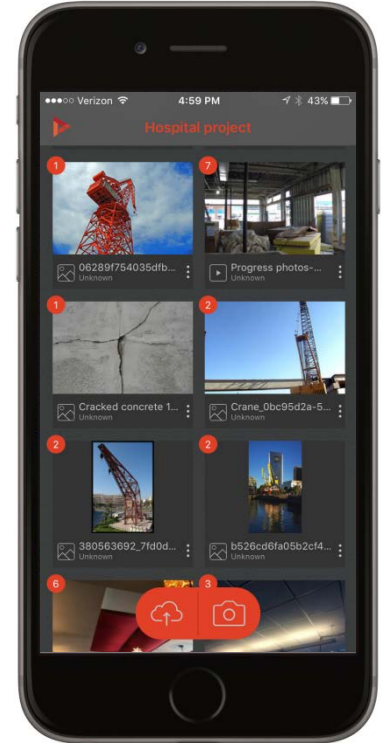 Verizon 4:59 PM 43%
Hospital project
1 7
06289f754035dfb... Progress photos-...
Unknown Unknown
1 2
Cracked concrete 1... Crane_0bc95d2a-5...
Unknown Unknown
2 2
380563692_7fd0d... b526cd6fa05b2cf4...
Unknown Unknown
6 3